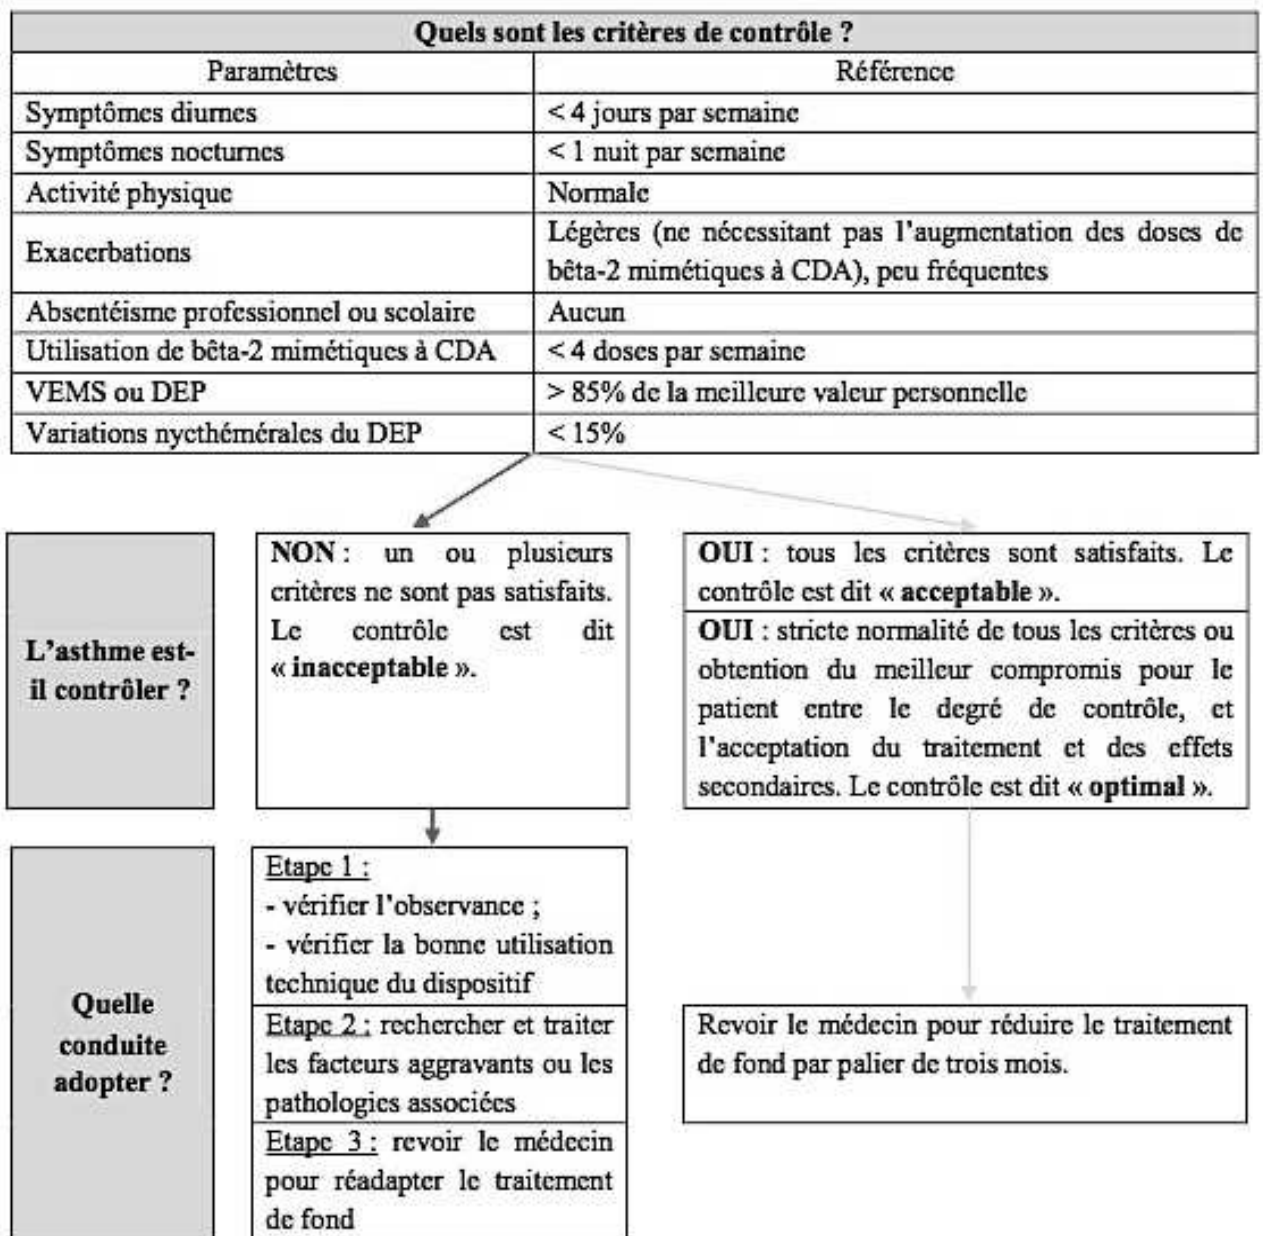 Quels sont les critères de contrôle ?
Paramètres
Référence
Symptômes diurnes
< 4 jours par semaine
Symptômes nocturnes
< 1 nuit par semaine
Activité physique
Normale
Exacerbations
Légères (ne nécessitant pas l'augmentation des doses de
bêta-2 mimétiques à CDA), peu fréquentes
Absentéisme professionnel ou scolaire
Aucun
Utilisation de bêta-2 mimétiques à CDA
< 4 doses par semaine
VEMS ou DEP
> 85% de la meilleure valeur personnelle
Variations nycthémérales du DEP
< 15%
L'asthme est-
il contrôler ?
NON : un ou plusieurs
critères ne sont pas satisfaits.
Le contrôle est dit
« inacceptable ».
OUI : tous les critères sont satisfaits. Le
contrôle est dit « acceptable ».
OUI : stricte normalité de tous les critères ou
obtention du meilleur compromis pour le
patient entre le degré de contrôle, et
l'acceptation du traitement et des effets
secondaires. Le contrôle est dit « optimal ».
Quelle
conduite
adopter ?
Etape 1 :
- vérifier l'observance ;
- vérifier la bonne utilisation
technique du dispositif
Etape 2 : rechercher et traiter
les facteurs aggravants ou les
pathologies associées
Etape 3 : revoir le médecin
pour réadapter le traitement
de fond
Revoir le médecin pour réduire le traitement
de fond par palier de trois mois.